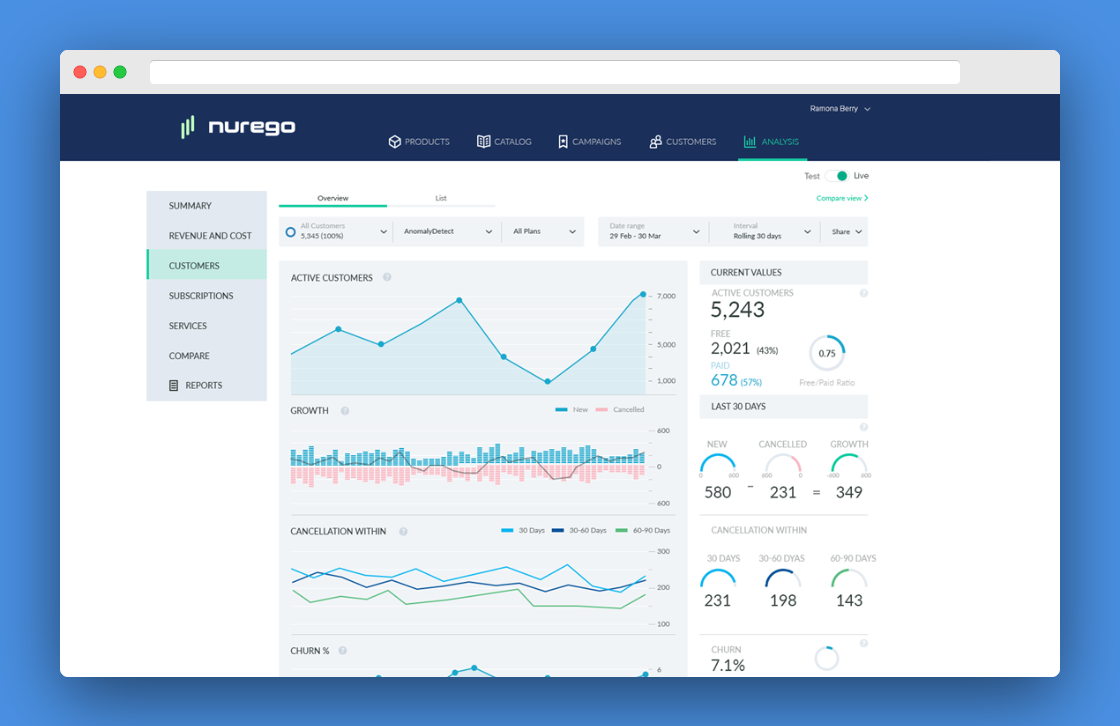 Ramona Berry
nurego
PRODUCTS CATALOG CAMPAIGNS CUSTOMERS ANALYSIS
Test Live
Compare view
SUMMARY
REVENUE AND COST
CUSTOMERS
SUBSCRIPTIONS
SERVICES
COMPARE
REPORTS
Overview List
All Customers
5,345 (100%)
AnomalyDetect
All Plans
Date range
29 Feb - 30 Mar
Interval
Rolling 30 days
Share
ACTIVE CUSTOMERS ?
7,000
5,000
1,000
GROWTH ?
New Cancelled
600
0
600
CANCELLATION WITHIN ?
30 Days 30-60 Days 60-90 Days
300
200
100
CHURN % ?
6
CURRENT VALUES
ACTIVE CUSTOMERS ?
5,243
FREE
2,021 (43%)
PAID
678 (57%)
0.75
Free/Paid Ratio
LAST 30 DAYS
?
NEW CANCELLED GROWTH
0 600 600 0 -600 600
580 - 231 = 349
CANCELLATION WITHIN
30 DAYS 30-60 DYAS 60-90 DAYS
231 198 143
?
CHURN
7.1%